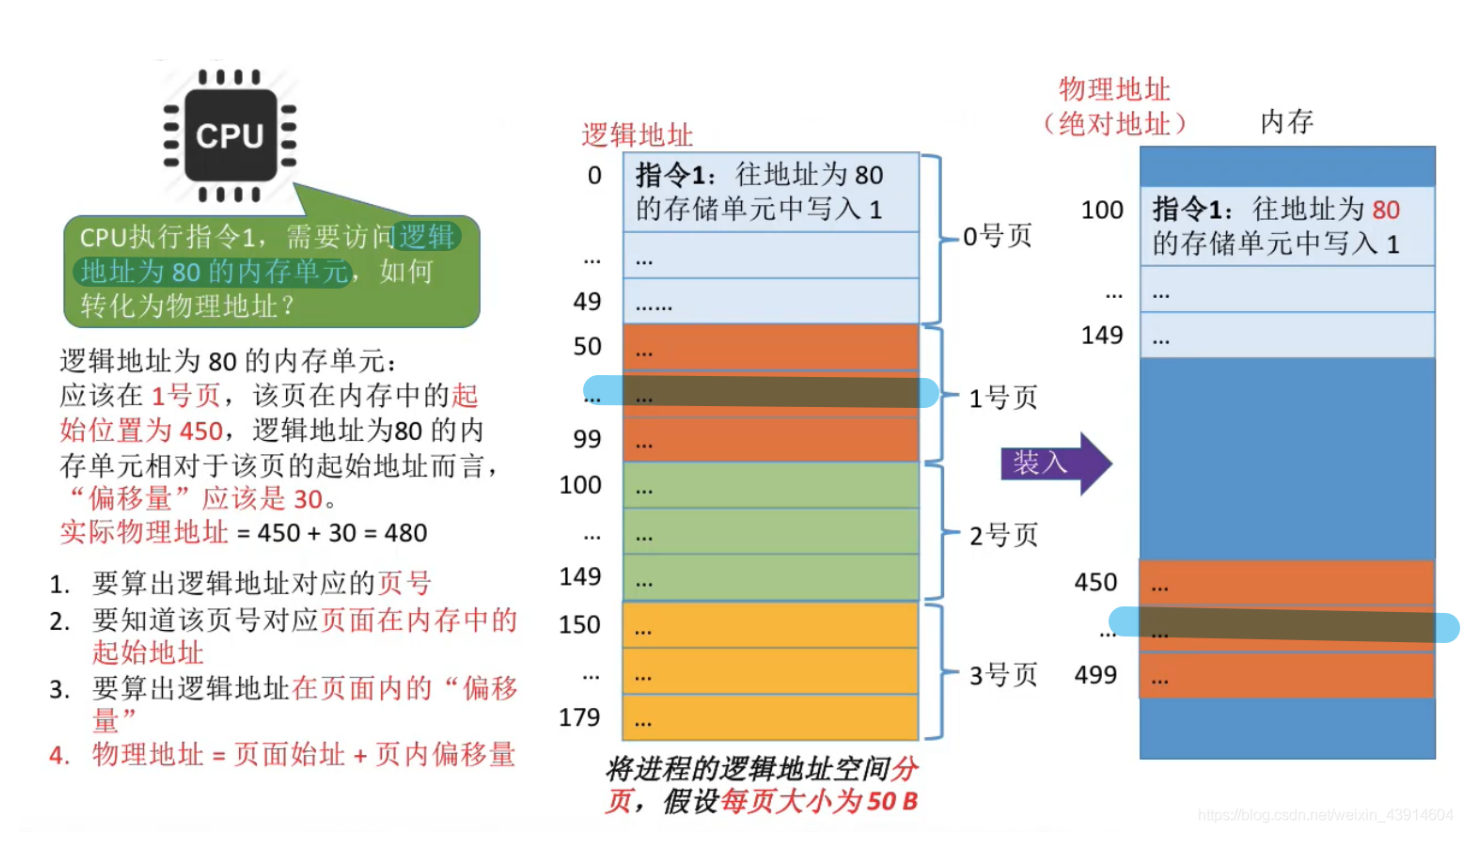 CPU
CPU执行指令1，需要访问逻辑
地址为 80 的内存单元，如何
转化为物理地址？
逻辑地址为 80 的内存单元：
应该在 1号页，该页在内存中的起
始位置为 450，逻辑地址为80 的内
存单元相对于该页的起始地址而言，
“偏移量”应该是 30。
实际物理地址 = 450 + 30 = 480
1. 要算出逻辑地址对应的页号
2. 要知道该页号对应页面在内存中的
起始地址
3. 要算出逻辑地址在页面内的“偏移
量”
4. 物理地址 = 页面始址 + 页内偏移量
逻辑地址
0
指令1：往地址为 80
的存储单元中写入 1
... ...
49 ......
0号页
50 ...
... ...
99 ...
1号页
100 ...
... ...
149 ...
2号页
150 ...
... ...
179 ...
3号页
将进程的逻辑地址空间分
页，假设每页大小为 50 B
装入
物理地址
（绝对地址）
内存
100
指令1：往地址为 80
的存储单元中写入 1
... ...
149 ...
450 ...
... ...
499 ...
https://blog.csdn.net/weixin_43914604